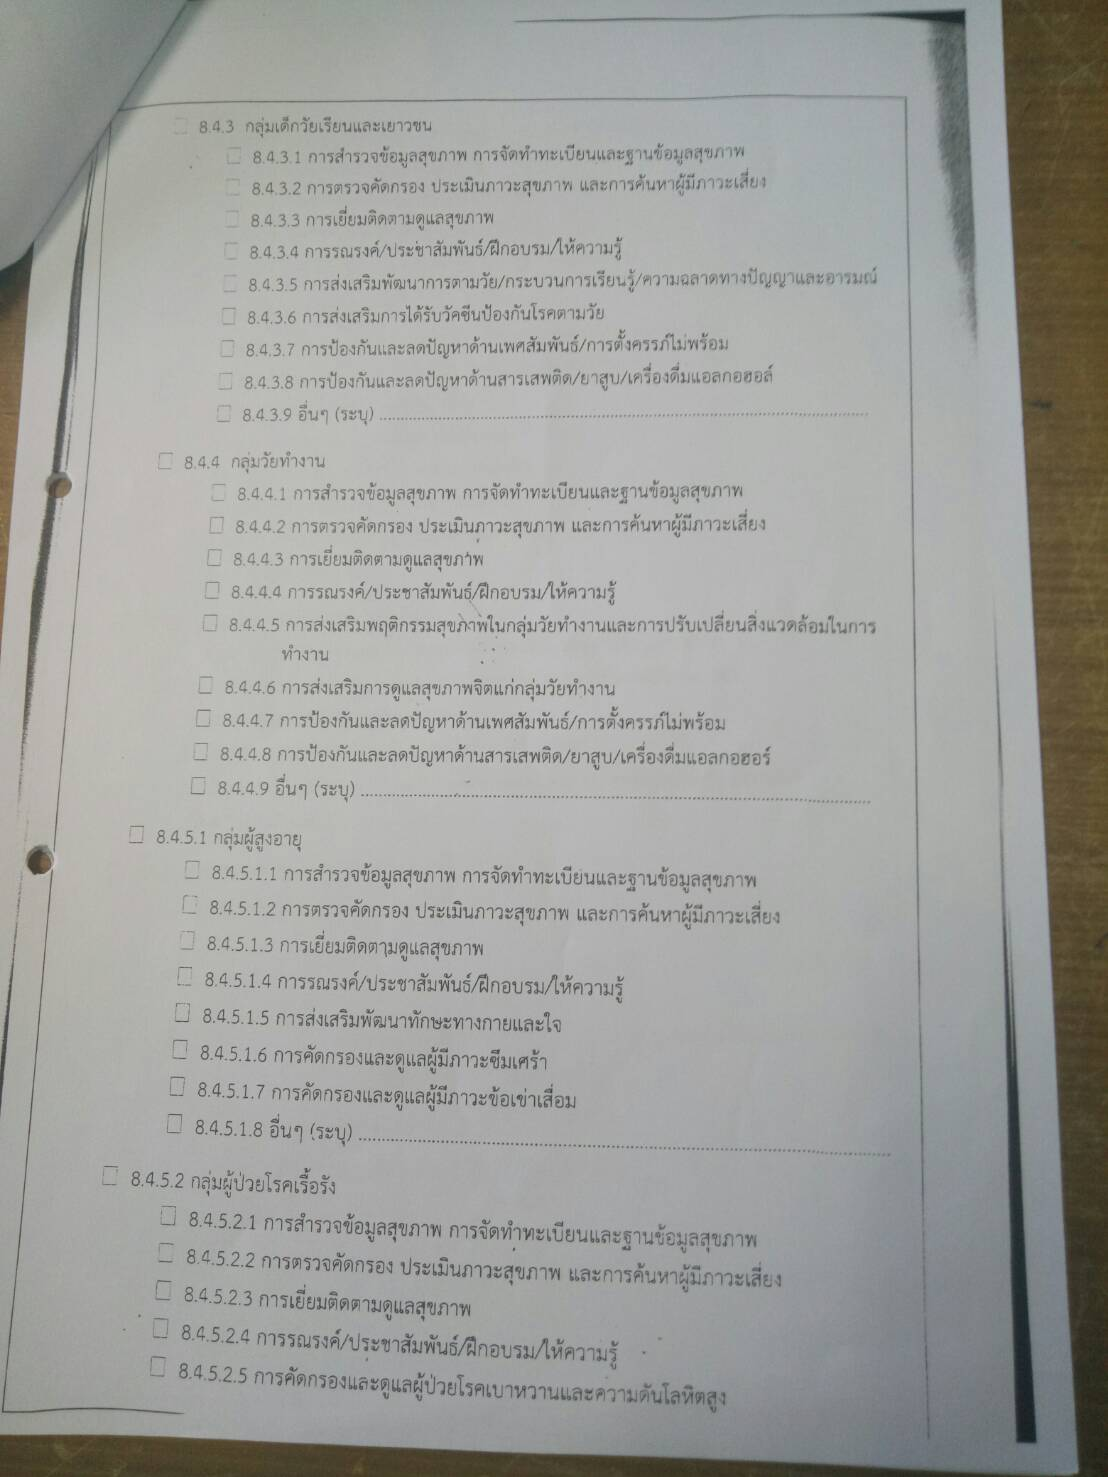 ☐ 8.4.3 กลุ่มเด็กวัยเรียนและเยาวชน
☐ 8.4.3.1 การสำรวจข้อมูลสุขภาพ การจัดทำทะเบียนและฐานข้อมูลสุขภาพ
☐ 8.4.3.2 การตรวจคัดกรอง ประเมินภาวะสุขภาพ และการค้นหาผู้มีภาวะเสี่ยง
☐ 8.4.3.3 การเยี่ยมติดตามดูแลสุขภาพ
☐ 8.4.3.4 การรณรงค์/ประชาสัมพันธ์/ฝึกอบรม/ให้ความรู้
☐ 8.4.3.5 การส่งเสริมพัฒนาการตามวัย/กระบวนการเรียนรู้/ความฉลาดทางปัญญาและอารมณ์
☐ 8.4.3.6 การส่งเสริมการได้รับวัคซีนป้องกันโรคตามวัย
☐ 8.4.3.7 การป้องกันและลดปัญหาด้านเพศสัมพันธ์/การตั้งครรภ์ไม่พร้อม
☐ 8.4.3.8 การป้องกันและลดปัญหาด้านสารเสพติด/ยาสูบ/เครื่องดื่มแอลกอฮอล์
☐ 8.4.3.9 อื่นๆ (ระบุ) ........................................
☐ 8.4.4 กลุ่มวัยทำงาน
☐ 8.4.4.1 การสำรวจข้อมูลสุขภาพ การจัดทำทะเบียนและฐานข้อมูลสุขภาพ
☐ 8.4.4.2 การตรวจคัดกรอง ประเมินภาวะสุขภาพ และการค้นหาผู้มีภาวะเสี่ยง
☐ 8.4.4.3 การเยี่ยมติดตามดูแลสุขภาพ
☐ 8.4.4.4 การรณรงค์/ประชาสัมพันธ์/ฝึกอบรม/ให้ความรู้
☐ 8.4.4.5 การส่งเสริมพฤติกรรมสุขภาพในกลุ่มวัยทำงานและการปรับเปลี่ยนสิ่งแวดล้อมในการ
ทำงาน
☐ 8.4.4.6 การส่งเสริมการดูแลสุขภาพจิตแก่กลุ่มวัยทำงาน
☐ 8.4.4.7 การป้องกันและลดปัญหาด้านเพศสัมพันธ์/การตั้งครรภ์ไม่พร้อม
☐ 8.4.4.8 การป้องกันและลดปัญหาด้านสารเสพติด/ยาสูบ/เครื่องดื่มแอลกอฮอร์
☐ 8.4.4.9 อื่นๆ (ระบุ) ........................................
☐ 8.4.5.1 กลุ่มผู้สูงอายุ
☐ 8.4.5.1.1 การสำรวจข้อมูลสุขภาพ การจัดทำทะเบียนและฐานข้อมูลสุขภาพ
☐ 8.4.5.1.2 การตรวจคัดกรอง ประเมินภาวะสุขภาพ และการค้นหาผู้มีภาวะเสี่ยง
☐ 8.4.5.1.3 การเยี่ยมติดตามดูแลสุขภาพ
☐ 8.4.5.1.4 การรณรงค์/ประชาสัมพันธ์/ฝึกอบรม/ให้ความรู้
☐ 8.4.5.1.5 การส่งเสริมพัฒนาทักษะทางกายและใจ
☐ 8.4.5.1.6 การคัดกรองและดูแลผู้มีภาวะซึมเศร้า
☐ 8.4.5.1.7 การคัดกรองและดูแลผู้มีภาวะข้อเข่าเสื่อม
☐ 8.4.5.1.8 อื่นๆ (ระบุ) ........................................
☐ 8.4.5.2 กลุ่มผู้ป่วยโรคเรื้อรัง
☐ 8.4.5.2.1 การสำรวจข้อมูลสุขภาพ การจัดทำทะเบียนและฐานข้อมูลสุขภาพ
☐ 8.4.5.2.2 การตรวจคัดกรอง ประเมินภาวะสุขภาพ และการค้นหาผู้มีภาวะเสี่ยง
☐ 8.4.5.2.3 การเยี่ยมติดตามดูแลสุขภาพ
☐ 8.4.5.2.4 การรณรงค์/ประชาสัมพันธ์/ฝึกอบรม/ให้ความรู้
☐ 8.4.5.2.5 การคัดกรองและดูแลผู้ป่วยโรคเบาหวานและความดันโลหิตสูง